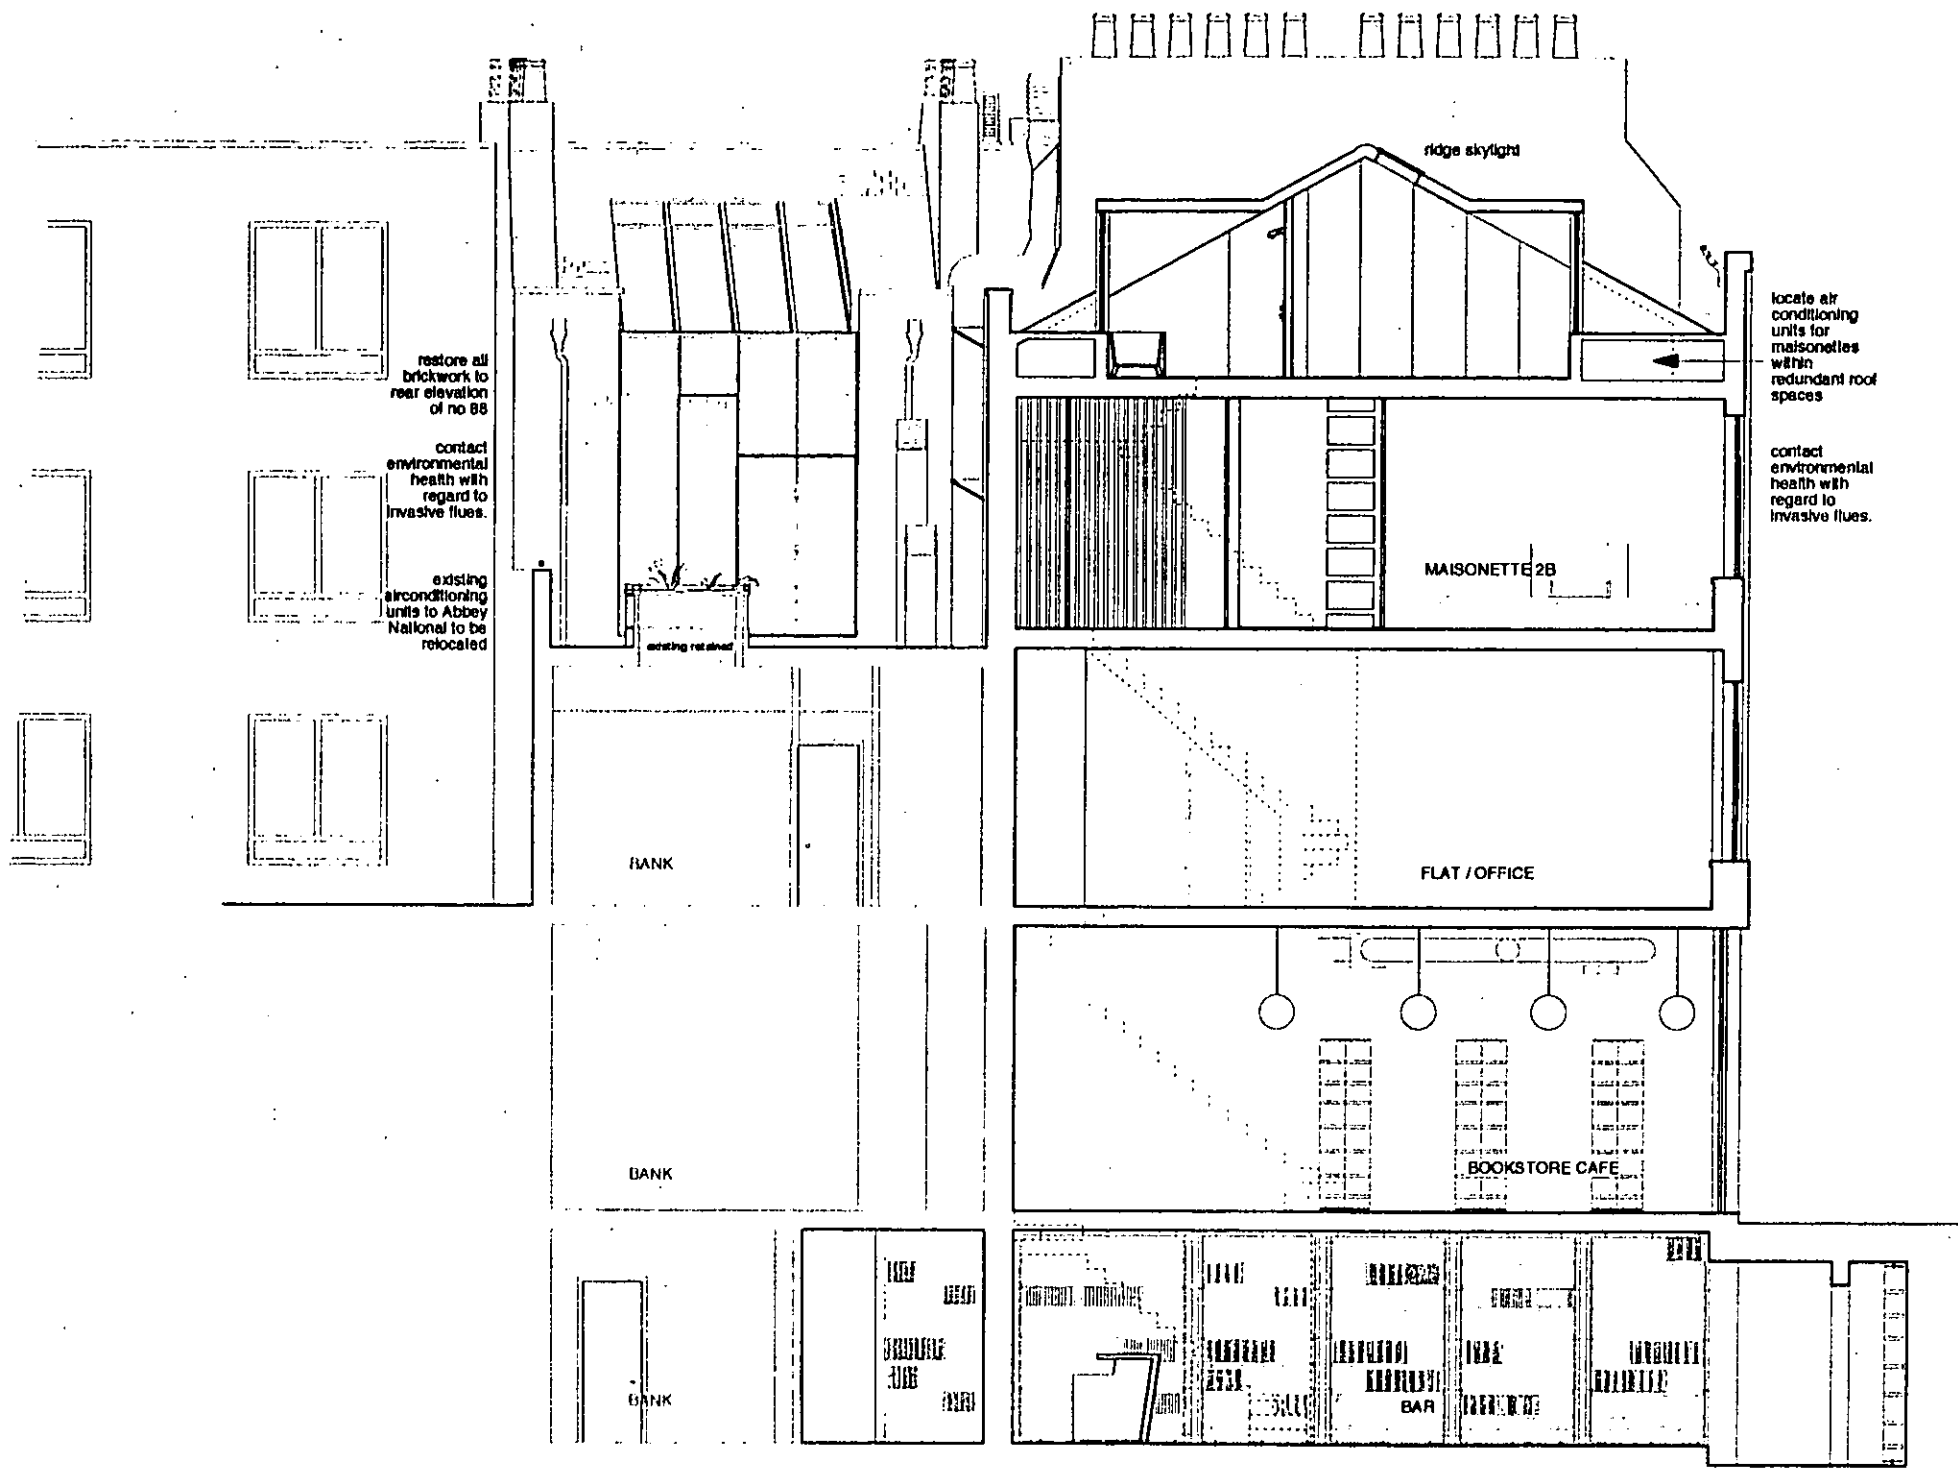 ridge skylight
locate air
conditioning
units for
maisonettes
within
redundant roof
spaces
restore all
brickwork to
rear elevation
of no 88
contact
environmental
health with
regard to
invasive flues.
contact
environmental
health with
regard to
invasive flues.
existing
airconditioning
units to Abbey
National to be
relocated
MAISONETTE 2B
existing retained
BANK
FLAT / OFFICE
BANK
BOOKSTORE CAFE
BANK
BAR